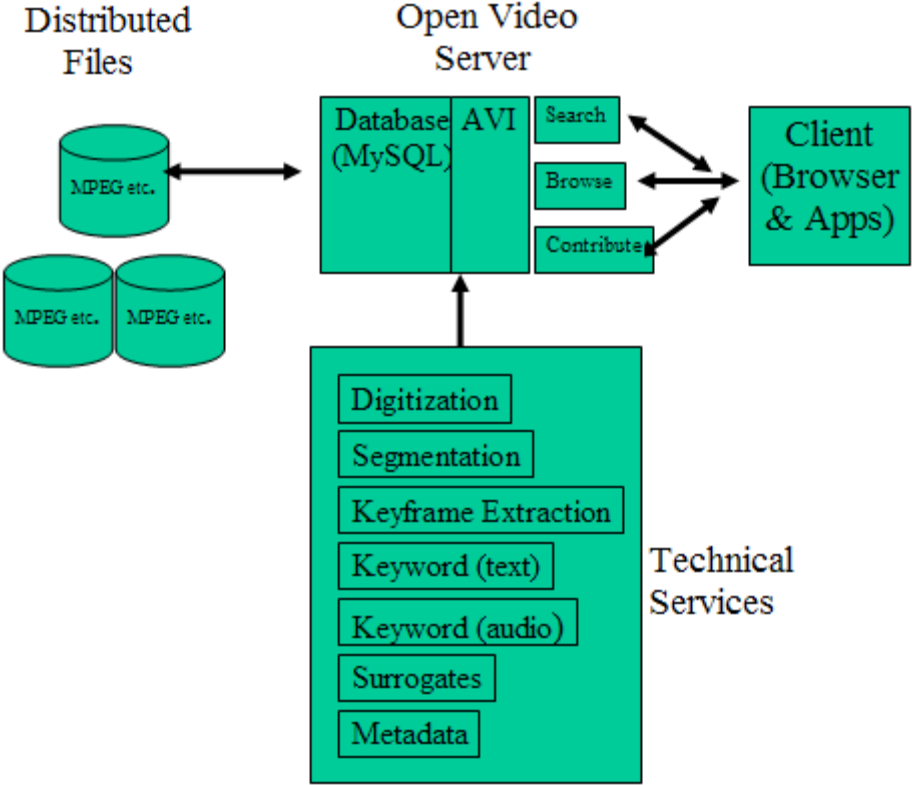 Distributed
Files
Open Video
Server
MPEG etc.
MPEG etc.
MPEG etc.
Database
(MySQL)
AVI
Search
Browse
Contribute
Client
(Browser
& Apps)
Digitization
Segmentation
Keyframe Extraction
Keyword (text)
Keyword (audio)
Surrogates
Metadata
Technical
Services